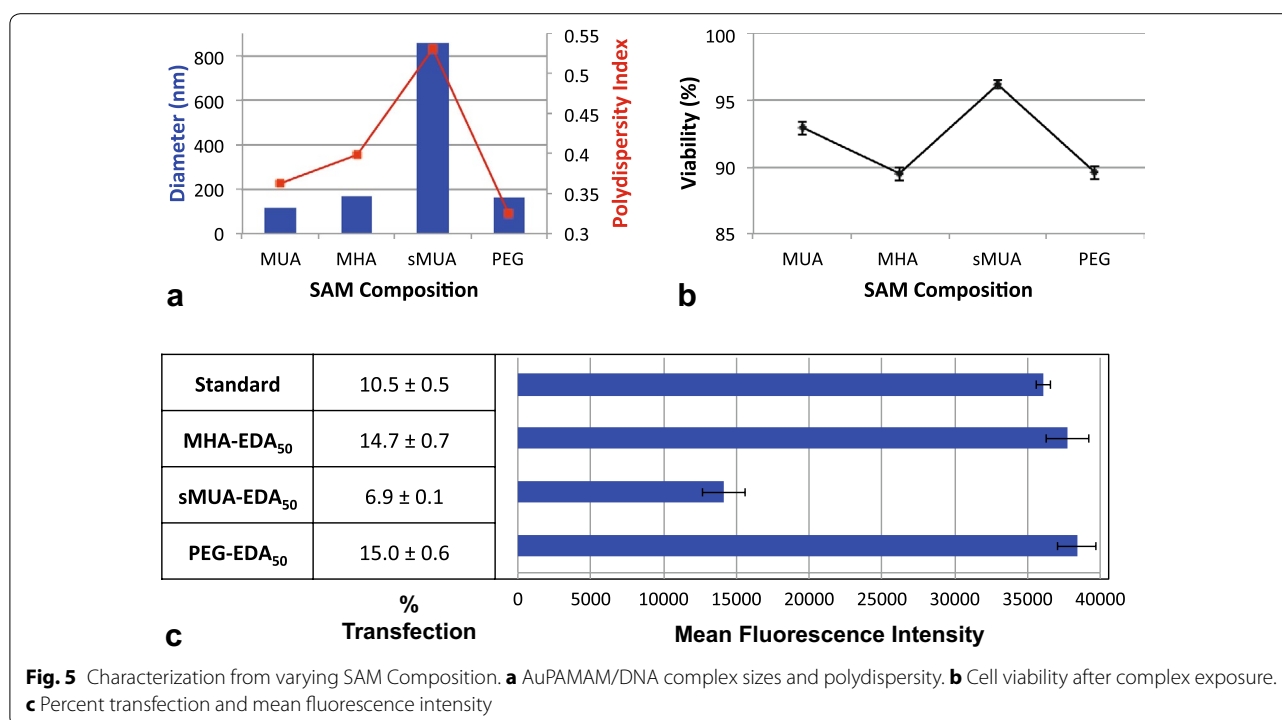 800
600
400
200
0
Diameter (nm)
0.55
0.5
0.45
0.4
0.35
0.3
Polydispersity Index
MUA MHA sMUA PEG
SAM Composition
a
100
95
90
85
Viability (%)
MUA MHA sMUA PEG
SAM Composition
b
Standard 10.5 ± 0.5
MHA-EDA₅₀ 14.7 ± 0.7
sMUA-EDA₅₀ 6.9 ± 0.1
PEG-EDA₅₀ 15.0 ± 0.6
%
Transfection
0 5000 10000 15000 20000 25000 30000 35000 40000
Mean Fluorescence Intensity
c
Fig. 5 Characterization from varying SAM Composition. a AuPAMAM/DNA complex sizes and polydispersity. b Cell viability after complex exposure.
c Percent transfection and mean fluorescence intensity